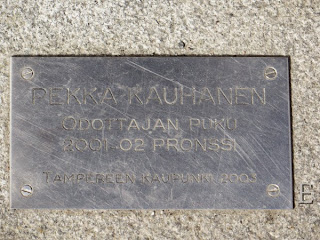 PEKKA KAUHANEN
ODOTTAJAN PUKU
2001-02 PRONSSI
TAMPEREEN KAUPUNKI 2003